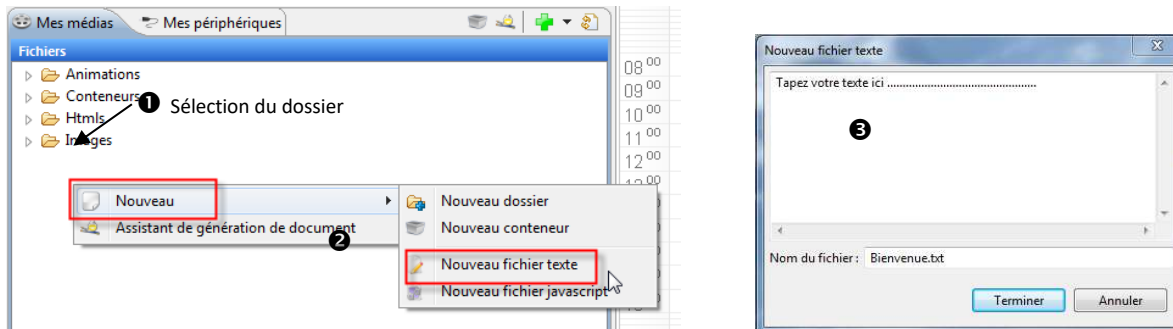 Mes médias
Mes périphériques
Fichiers
Animations
Conteneurs
❶ Sélection du dossier
Htmls
Images
08 00
09 00
10 00
11 00
12 00
Nouveau
Assistant de génération de document
❷
Nouveau dossier
Nouveau conteneur
Nouveau fichier texte
Nouveau fichier javascript
Nouveau fichier texte
Tapez votre texte ici ..................................................
❸
Nom du fichier : Bienvenue.txt
Terminer
Annuler